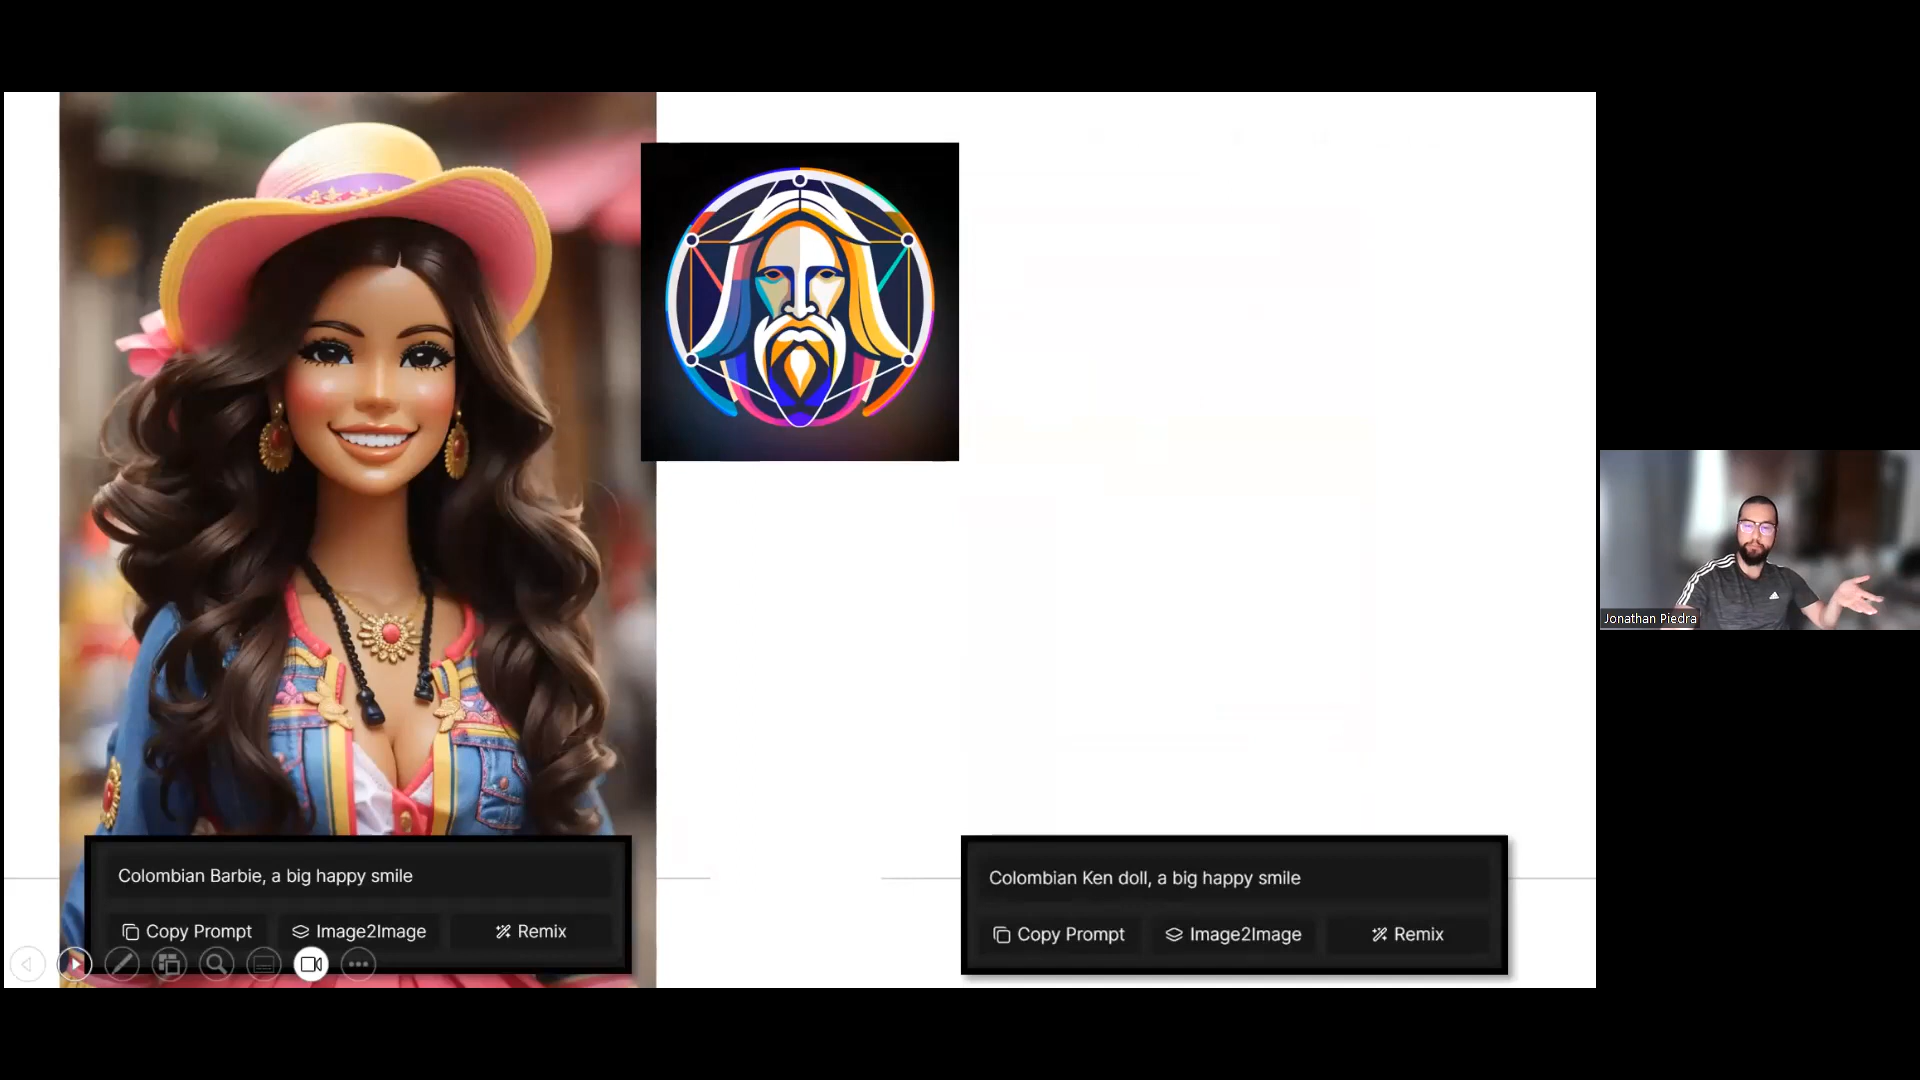 Colombian Barbie, a big happy smile
Copy Prompt Image2Image Remix
Colombian Ken doll, a big happy smile
Copy Prompt Image2Image Remix
Jonathan Piedra